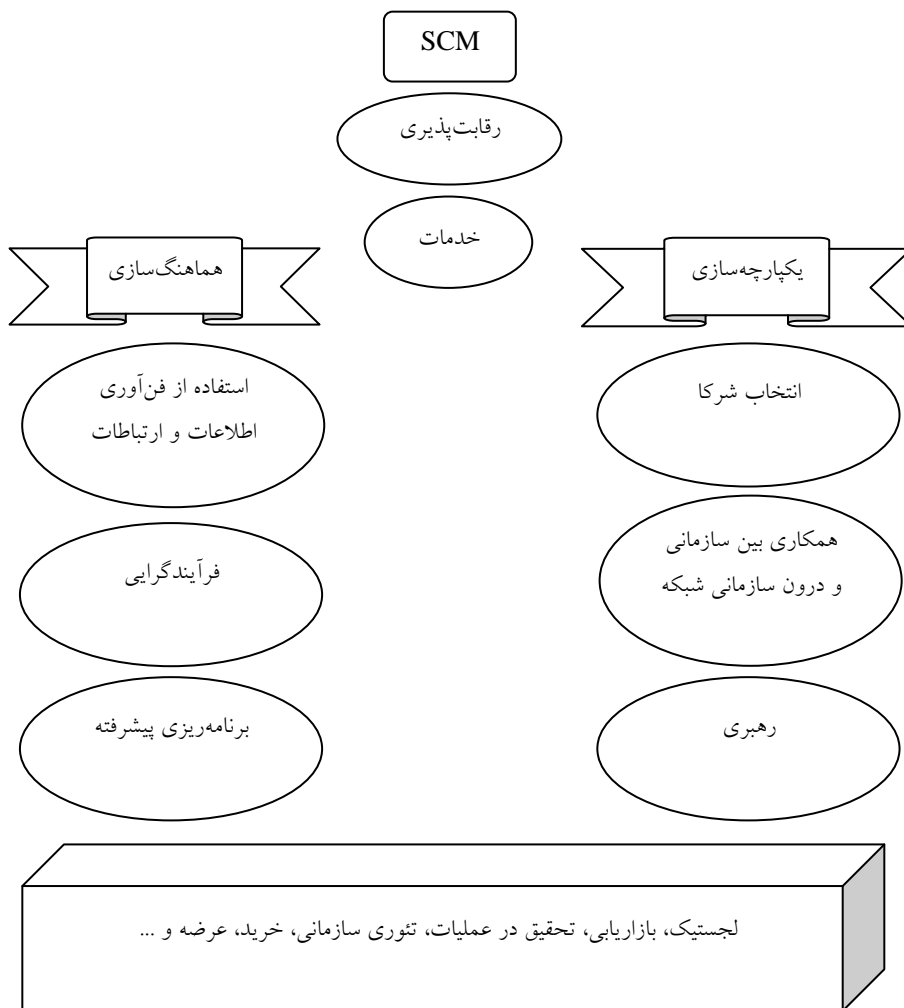 SCM
رقابت‌پذیری
خدمات
یکپارچه‌سازی
هماهنگ‌سازی
انتخاب شرکا
استفاده از فن‌آوری
اطلاعات و ارتباطات
همکاری بین سازمانی
و درون سازمانی شبکه
فرآیندگرایی
رهبری
برنامه‌ریزی پیشرفته
لجستیک، بازاریابی، تحقیق در عملیات، تئوری سازمانی، خرید، عرضه و ...